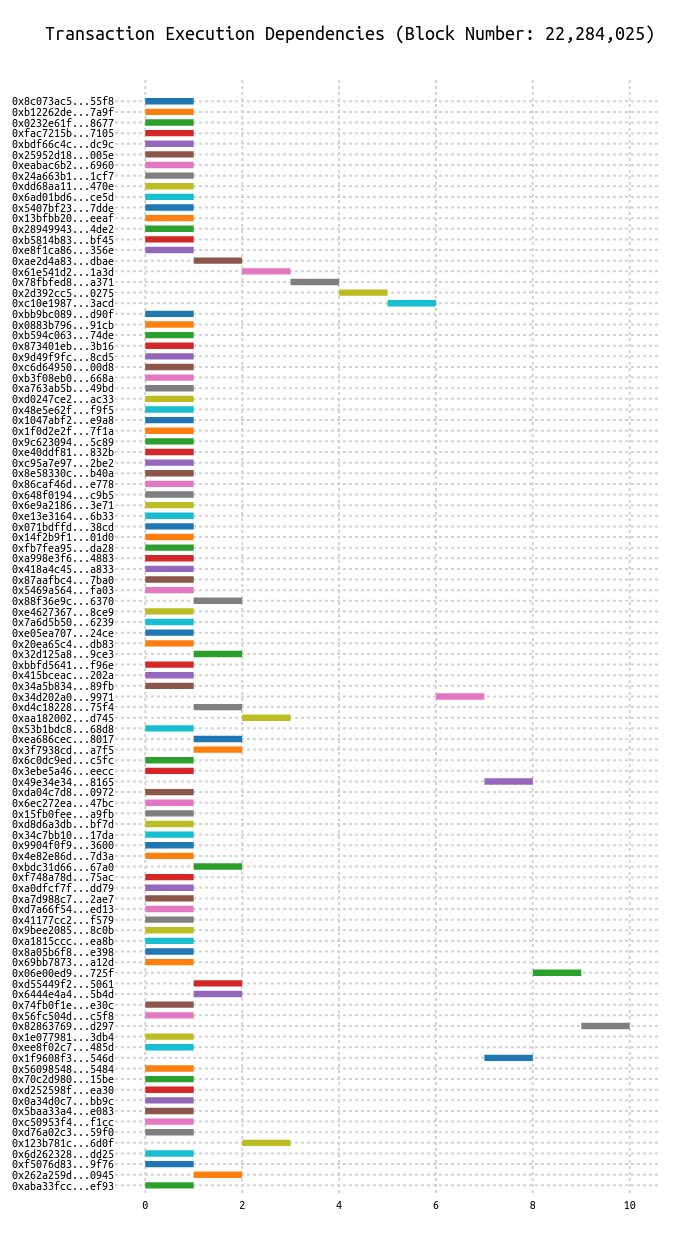 Transaction Execution Dependencies (Block Number: 22,284,025)
0x8c073ac5...55f8
0xb12262de...7a9f
0x0232e61f...8677
0xfac7215b...7105
0xbdf66c4c...dc9c
0x25952d18...005e
0xeabac6b2...6960
0x24a663b1...1cf7
0xdd68aa11...470e
0x6ad01bd6...ce5d
0x5407bf23...7dde
0x13bfbb20...eeaf
0x28949943...4de2
0xb5814b83...bf45
0xe8f1ca86...356e
0xae2d4a83...dbae
0x61e541d2...1a3d
0x78fbfed8...a371
0x2d392cc5...0275
0xc10e1987...3acd
0xbb9bc089...d90f
0x0883b796...91cb
0xb594c063...74de
0x873401eb...3b16
0x9d49f9fc...8cd5
0xc6d64950...00d8
0xb3f08eb0...668a
0xa763ab5b...49bd
0xd0247ce2...ac33
0x48e5e62f...f9f5
0x1047abf2...e9a8
0x1f0d2e2f...7f1a
0x9c623094...5c89
0xe40ddf81...832b
0xc95a7e97...2be2
0x8e58330c...b40a
0x86caf46d...e778
0x648f0194...c9b5
0x6e9a2186...3e71
0xe13e3164...6b33
0x071bdffd...38cd
0x14f2b9f1...01d0
0xfb7fea95...da28
0xa998e3f6...4883
0x418a4c45...a833
0x87aafbc4...7ba0
0x5469a564...fa03
0x88f36e9c...6370
0xe4627367...8ce9
0x7a6d5b50...6239
0xe05ea707...24ce
0x20ea65c4...db83
0x32d125a8...9ce3
0xbbfd5641...f96e
0x415bceac...202a
0x34a5b834...89fb
0x34d202a0...9971
0xd4c18228...75f4
0xaa182002...d745
0x53b1bdc8...68d8
0xea686cec...8017
0x3f7938cd...a7f5
0x6c0dc9ed...c5fc
0x3ebe5a46...eecc
0x49e34e34...8165
0xda04c7d8...0972
0x6ec272ea...47bc
0x15fb0fee...a9fb
0xd8d6a3db...bf7d
0x34c7bb10...17da
0x9904f0f9...3600
0x4e82e86d...7d3a
0xbdc31d66...67a0
0xf748a78d...75ac
0xa0dfcf7f...dd79
0xa7d988c7...2ae7
0xd7a66f54...ed13
0x41177cc2...f579
0x9bee2085...8c0b
0xa1815ccc...ea8b
0x8a05b6f8...e398
0x69bb7873...a12d
0x06e00ed9...725f
0xd55449f2...5061
0x6444e4a4...5b4d
0x74fb0f1e...e30c
0x56fc504d...c5f8
0x82863769...d297
0x1e077981...3db4
0xee8f02c7...485d
0x1f9608f3...546d
0x56098548...5484
0x70c2d980...15be
0xd252598f...ea30
0x0a34d0c7...bb9c
0x5baa33a4...e083
0xc50953f4...f1cc
0xd76a02c3...59f0
0x123b781c...6d0f
0x6d262328...dd25
0xf5076d83...9f76
0x262a259d...0945
0xaba33fcc...ef93
0 2 4 6 8 10